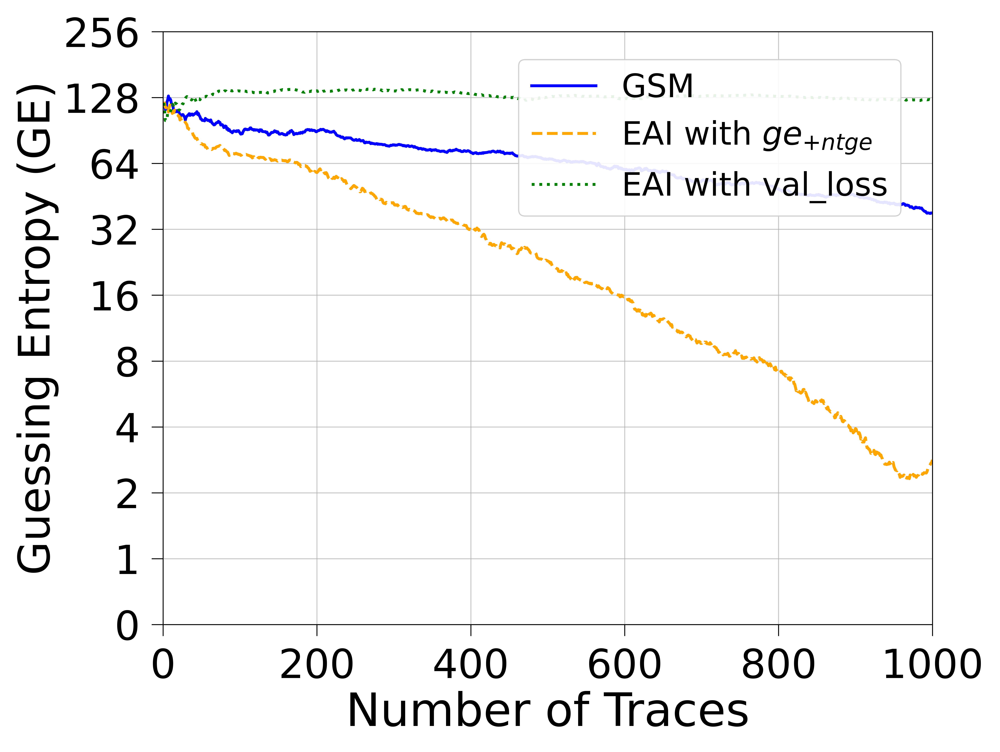 Guessing Entropy (GE)
256
128
64
32
16
8
4
2
1
0
GSM
EAI with ge+ntge
EAI with val_loss
0 200 400 600 800 1000
Number of Traces